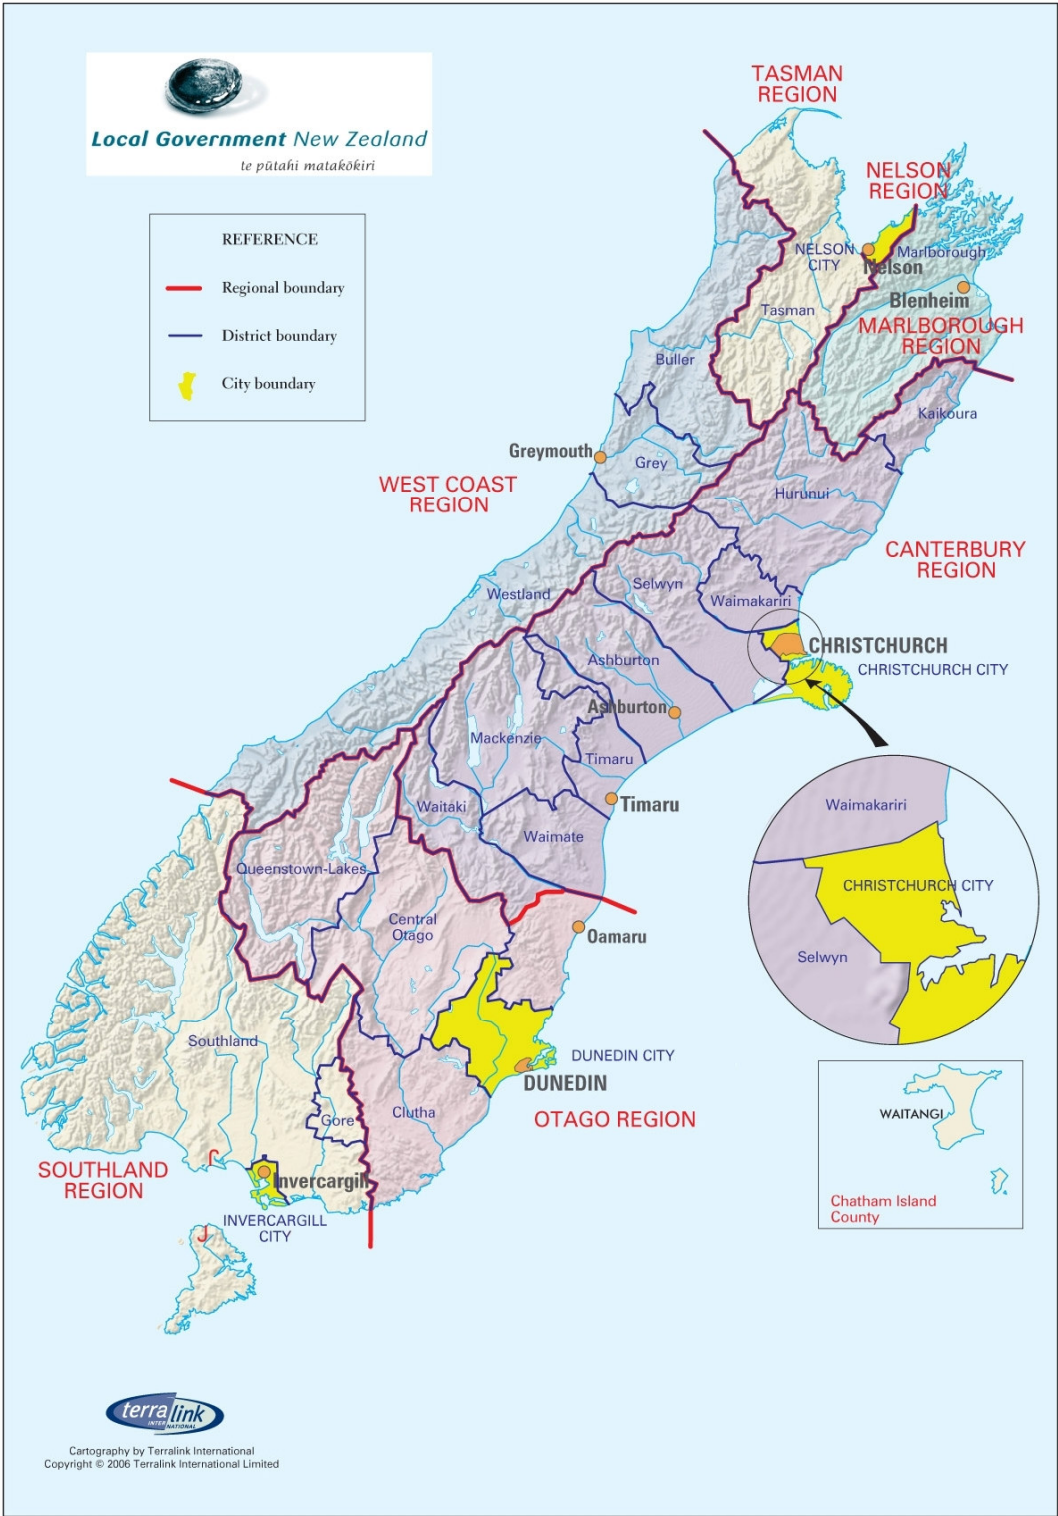 Local Government New Zealand
te pūtahi matakōkiri
REFERENCE
Regional boundary
District boundary
City boundary
TASMAN
REGION
NELSON
REGION
NELSON
CITY
Nelson
Marlborough
Blenheim
MARLBOROUGH
REGION
Tasman
Buller
Kaikoura
Greymouth
Grey
WEST COAST
REGION
Hurunui
CANTERBURY
REGION
Selwyn
Westland
Waimakariri
CHRISTCHURCH
CHRISTCHURCH CITY
Ashburton
Ashburton
Mackenzie
Timaru
Timaru
Waitaki
Waimate
Queenstown-Lakes
Central
Otago
Oamaru
Waimakariri
CHRISTCHURCH CITY
Selwyn
Southland
DUNEDIN CITY
DUNEDIN
OTAGO REGION
Clutha
Gore
SOUTHLAND
REGION
Invercargill
INVERCARGILL
CITY
WAITANGI
Chatham Island
County
terralink
INTERNATIONAL
Cartography by Terralink International
Copyright © 2006 Terralink International Limited